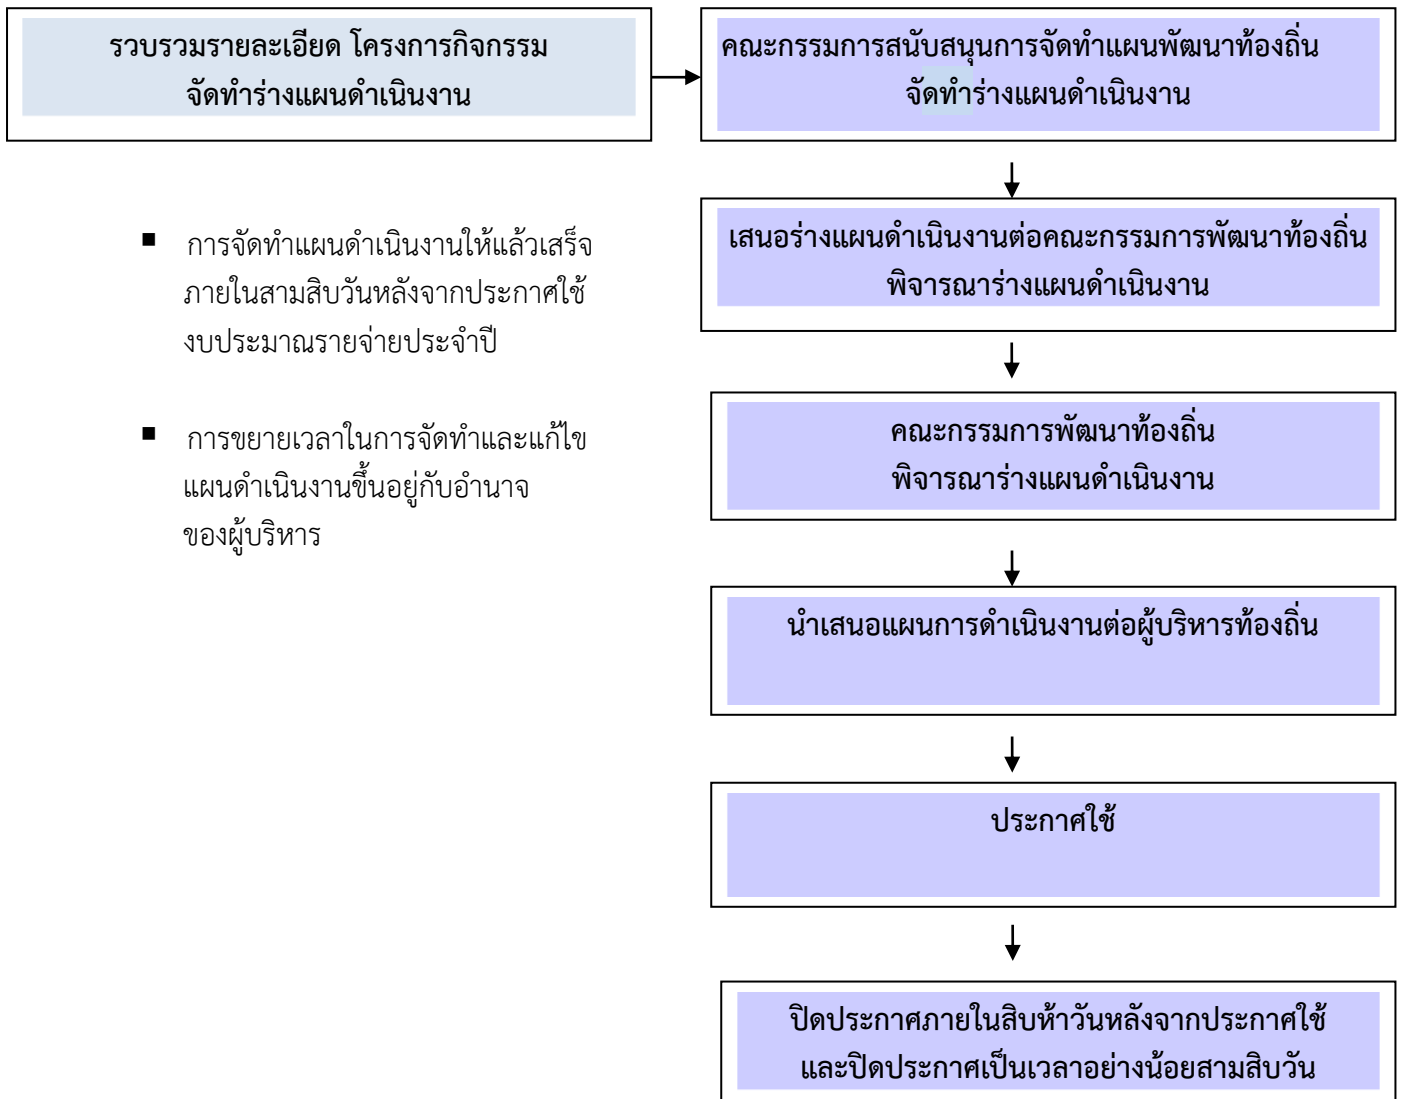 รวบรวมรายละเอียด โครงการกิจกรรม
จัดทำร่างแผนดำเนินงาน
คณะกรรมการสนับสนุนการจัดทำแผนพัฒนาท้องถิ่น
จัดทำร่างแผนดำเนินงาน
เสนอร่างแผนดำเนินงานต่อคณะกรรมการพัฒนาท้องถิ่น
พิจารณาร่างแผนดำเนินงาน
▪ การจัดทำแผนดำเนินงานให้แล้วเสร็จ
ภายในสามสิบวันหลังจากประกาศใช้
งบประมาณรายจ่ายประจำปี
▪ การขยายเวลาในการจัดทำและแก้ไข
แผนดำเนินงานขึ้นอยู่กับอำนาจ
ของผู้บริหาร
คณะกรรมการพัฒนาท้องถิ่น
พิจารณาร่างแผนดำเนินงาน
นำเสนอแผนการดำเนินงานต่อผู้บริหารท้องถิ่น
ประกาศใช้
ปิดประกาศภายในสิบห้าวันหลังจากประกาศใช้
และปิดประกาศเป็นเวลาอย่างน้อยสามสิบวัน